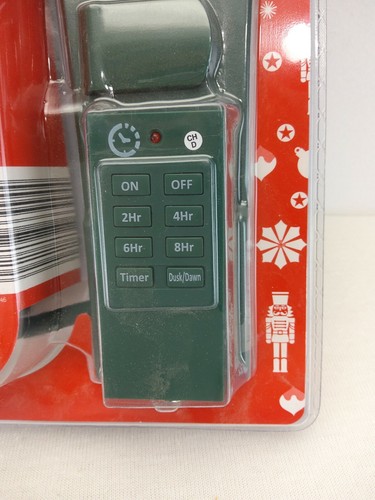 CH
D
ON OFF
2Hr 4Hr
6Hr 8Hr
Timer Dusk/Dawn